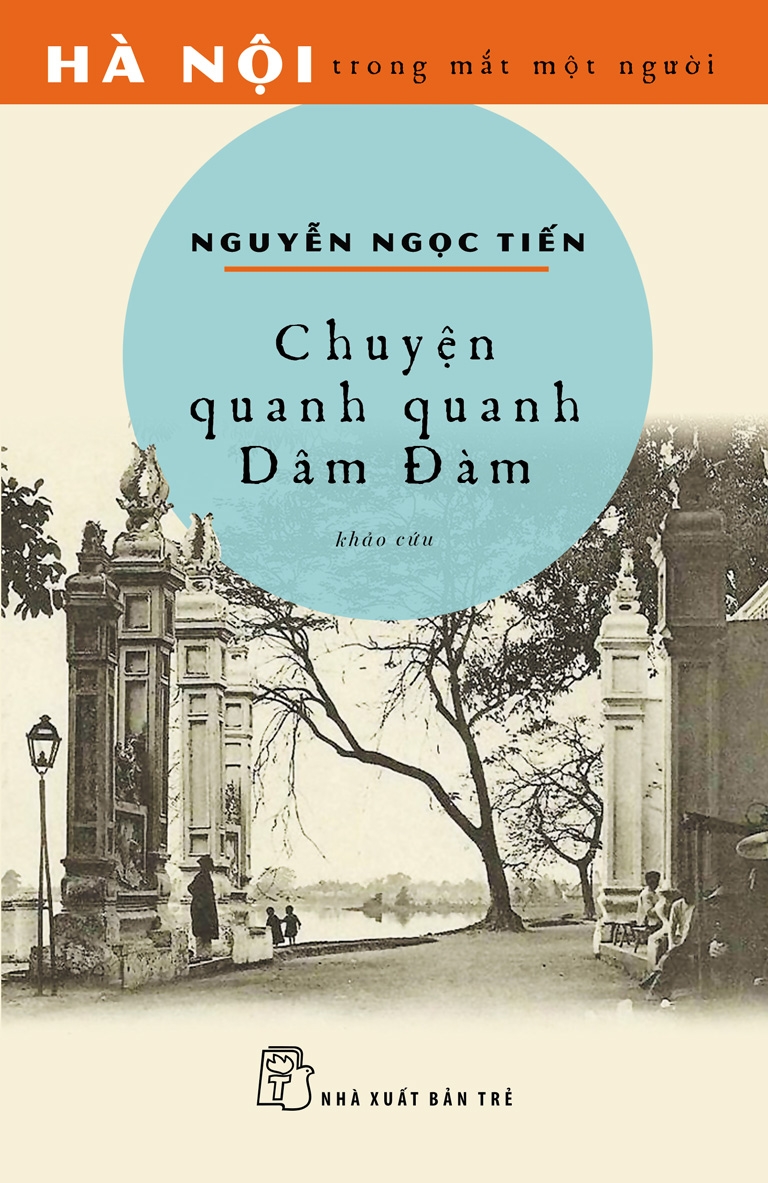 HÀ NỘI trong mắt một người
NGUYỄN NGỌC TIẾN
Chuyện
quanh quanh
Dâm Đàm
khảo cứu
T
NHÀ XUẤT BẢN TRẺ